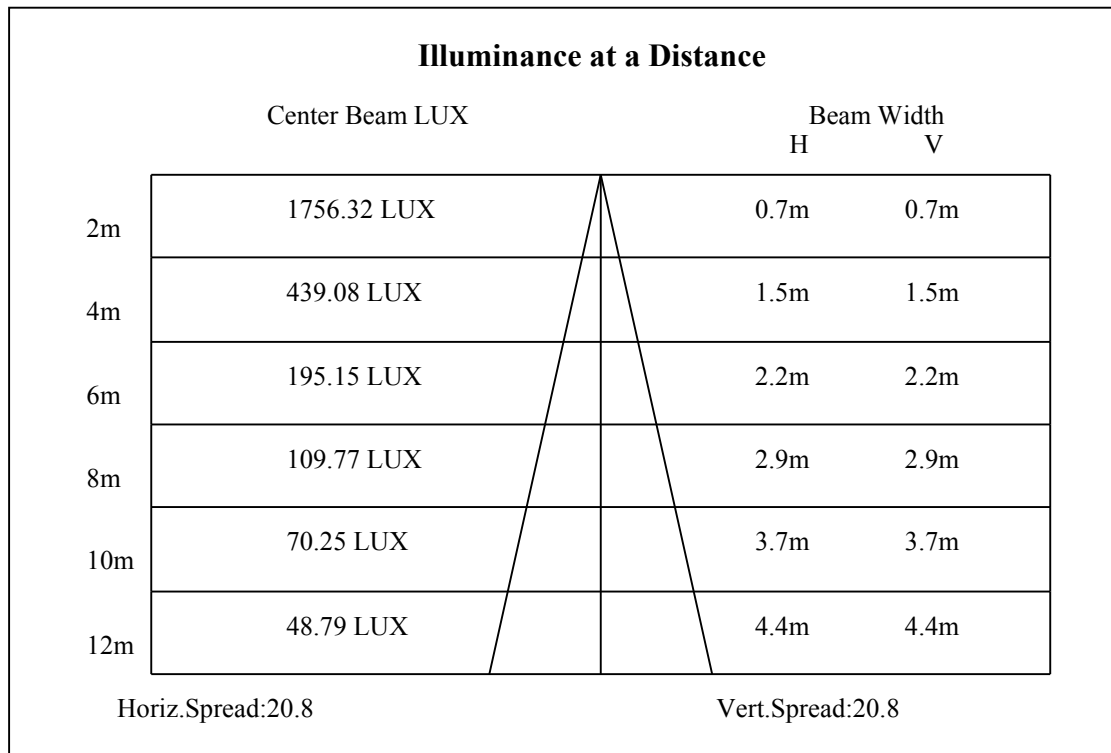 Illuminance at a Distance
Center Beam LUX Beam Width
H V
1756.32 LUX 0.7m 0.7m
2m
439.08 LUX 1.5m 1.5m
4m
195.15 LUX 2.2m 2.2m
6m
109.77 LUX 2.9m 2.9m
8m
70.25 LUX 3.7m 3.7m
10m
48.79 LUX 4.4m 4.4m
12m
Horiz.Spread:20.8 Vert.Spread:20.8